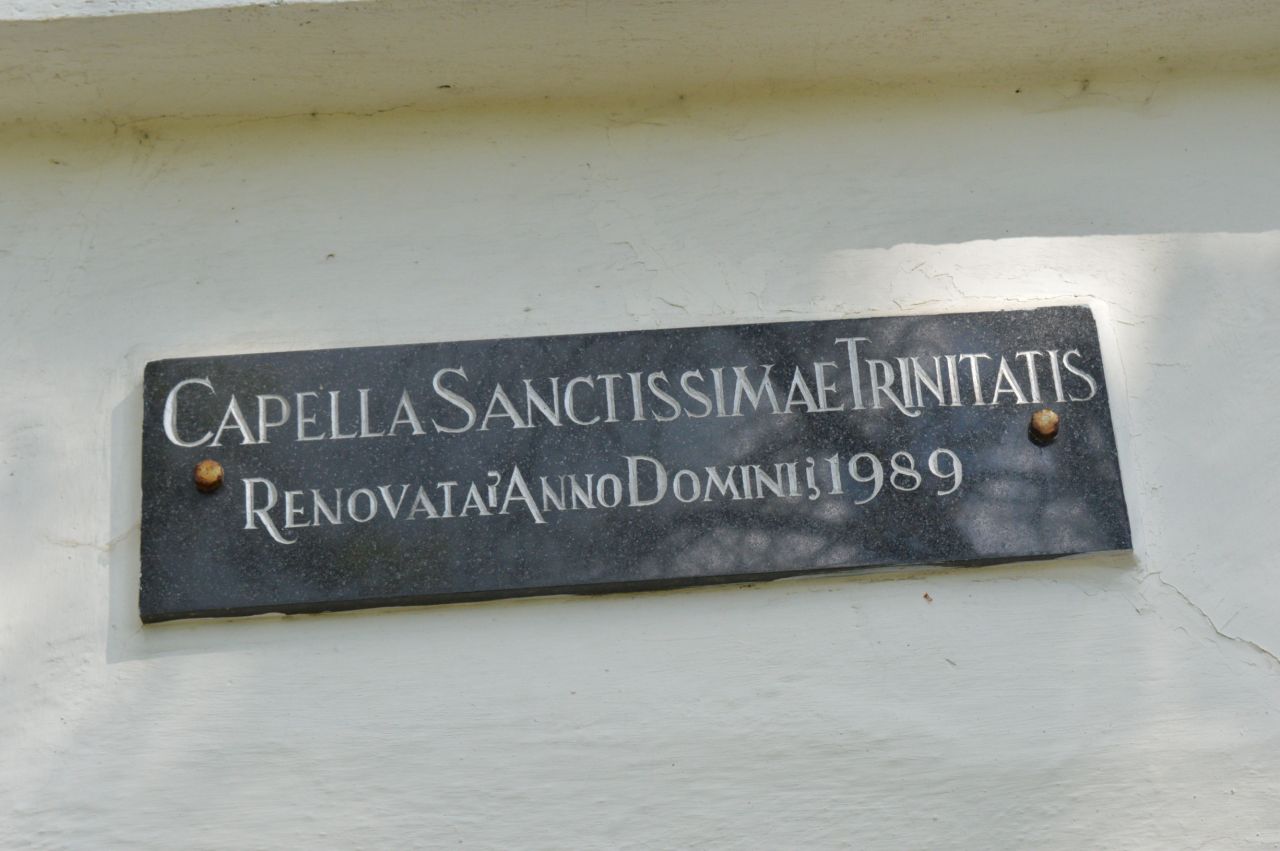 CAPELLA SANCTISSIMAE TRINITATIS
RENOVATA ANNO DOMINI 1989